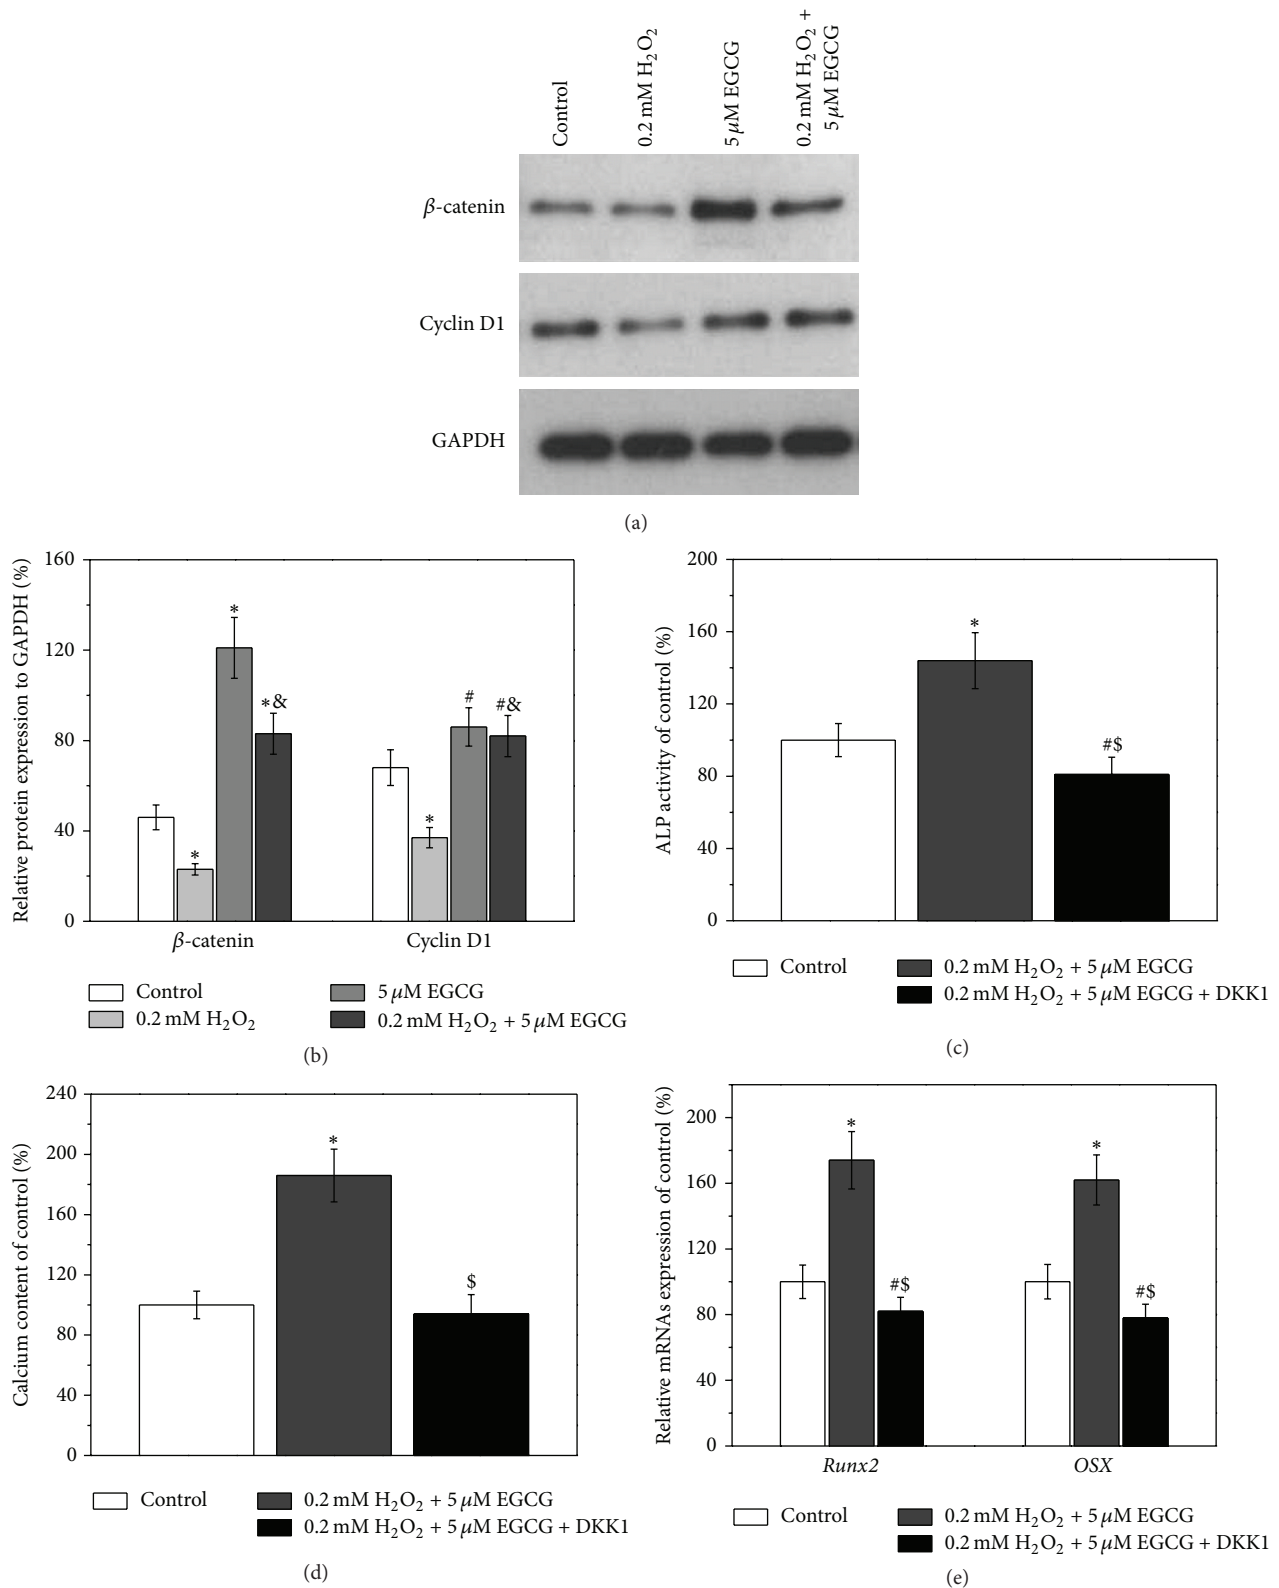 Control
0.2 mM H₂O₂
5 μM EGCG
0.2 mM H₂O₂ +
5 μM EGCG
β-catenin
Cyclin D1
GAPDH
(a)
Relative protein expression to GAPDH (%)
160
120
80
40
0
*
*
*
*&
*
#
#&
β-catenin
Cyclin D1
Control
0.2 mM H₂O₂
5 μM EGCG
0.2 mM H₂O₂ + 5 μM EGCG
(b)
ALP activity of control (%)
200
160
120
80
40
0
*
#$
Control
0.2 mM H₂O₂ + 5 μM EGCG
0.2 mM H₂O₂ + 5 μM EGCG + DKK1
(c)
Calcium content of control (%)
240
200
160
120
80
40
0
*
$
Control
0.2 mM H₂O₂ + 5 μM EGCG
0.2 mM H₂O₂ + 5 μM EGCG + DKK1
(d)
Relative mRNAs expression of control (%)
200
160
120
80
40
0
*
#$
*
#$
Runx2
OSX
Control
0.2 mM H₂O₂ + 5 μM EGCG
0.2 mM H₂O₂ + 5 μM EGCG + DKK1
(e)